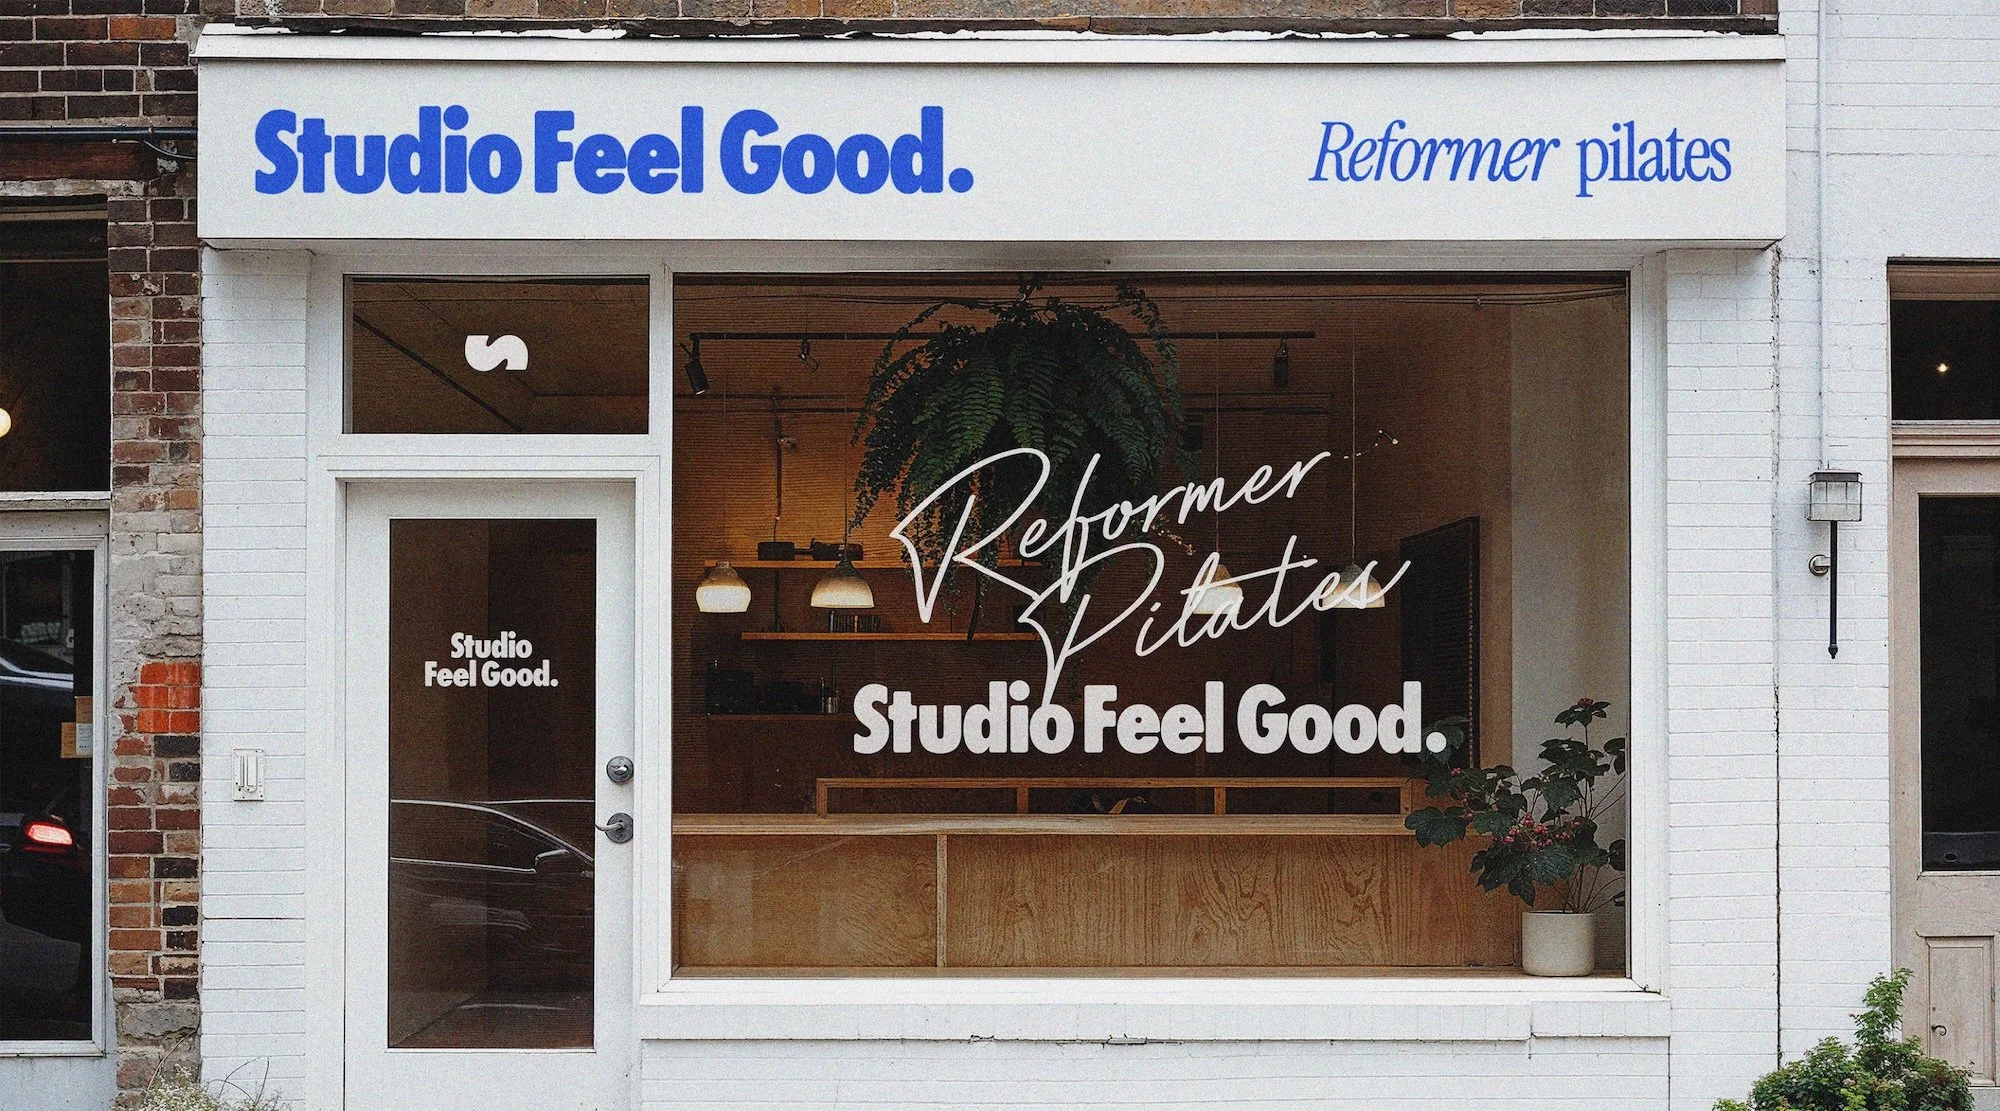 Studio Feel Good.
Reformer pilates
S
Reformer
Pilates
Studio Feel Good.
Studio
Feel Good.